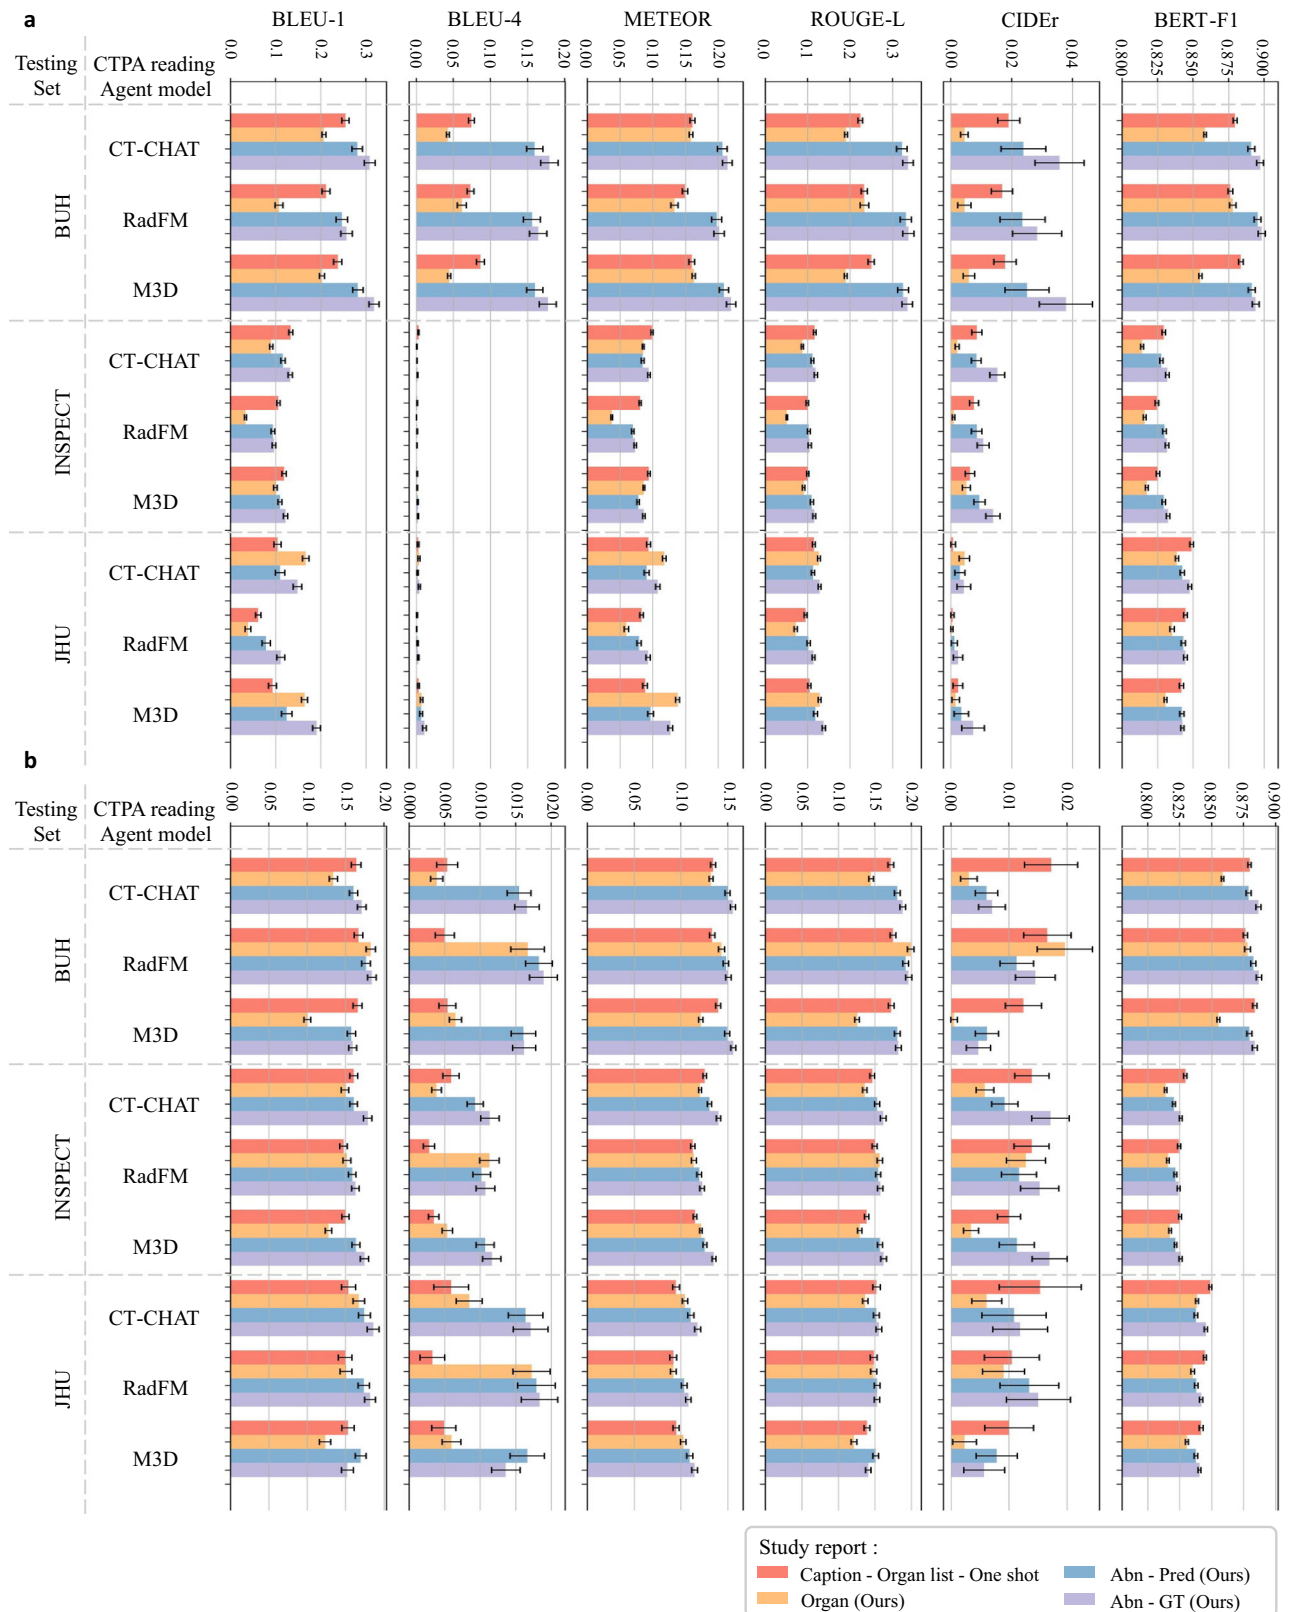 a
BLEU-1 BLEU-4 METEOR ROUGE-L CIDEr BERT-F1
Testing Set
CTPA reading Agent model
0.0 0.1 0.2 0.3
0.00 0.05 0.10 0.15 0.20
0.00 0.05 0.10 0.15 0.20
0.0 0.1 0.2 0.3
0.00 0.02 0.04
0.800 0.825 0.850 0.875 0.900
BUH
CT-CHAT
RadFM
M3D
INSPECT
CT-CHAT
RadFM
M3D
JHU
CT-CHAT
RadFM
M3D
b
Testing Set
CTPA reading Agent model
0.00 0.05 0.10 0.15 0.20
0.000 0.005 0.010 0.015 0.020
0.00 0.05 0.10 0.15
0.00 0.05 0.10 0.15 0.20
0.00 0.01 0.02
0.800 0.825 0.850 0.875 0.900
BUH
CT-CHAT
RadFM
M3D
INSPECT
CT-CHAT
RadFM
M3D
JHU
CT-CHAT
RadFM
M3D
Study report :
Caption - Organ list - One shot
Abn - Pred (Ours)
Organ (Ours)
Abn - GT (Ours)